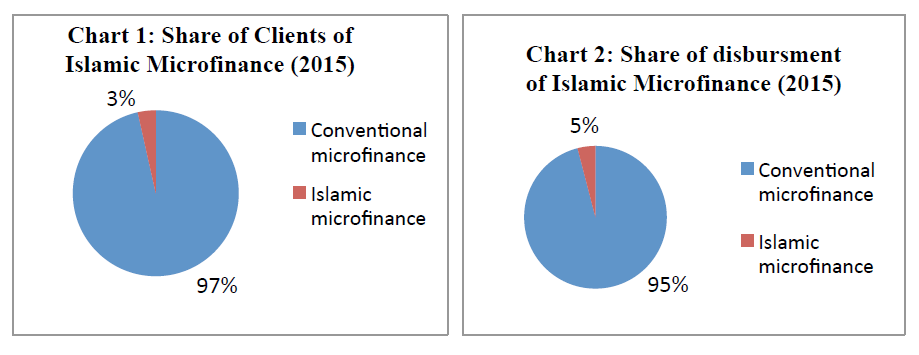 Chart 1: Share of Clients of
Islamic Microfinance (2015)
3%
Conventional
microfinance
Islamic
microfinance
97%
Chart 2: Share of disbursment
of Islamic Microfinance (2015)
5%
Conventional
microfinance
Islamic
microfinance
95%